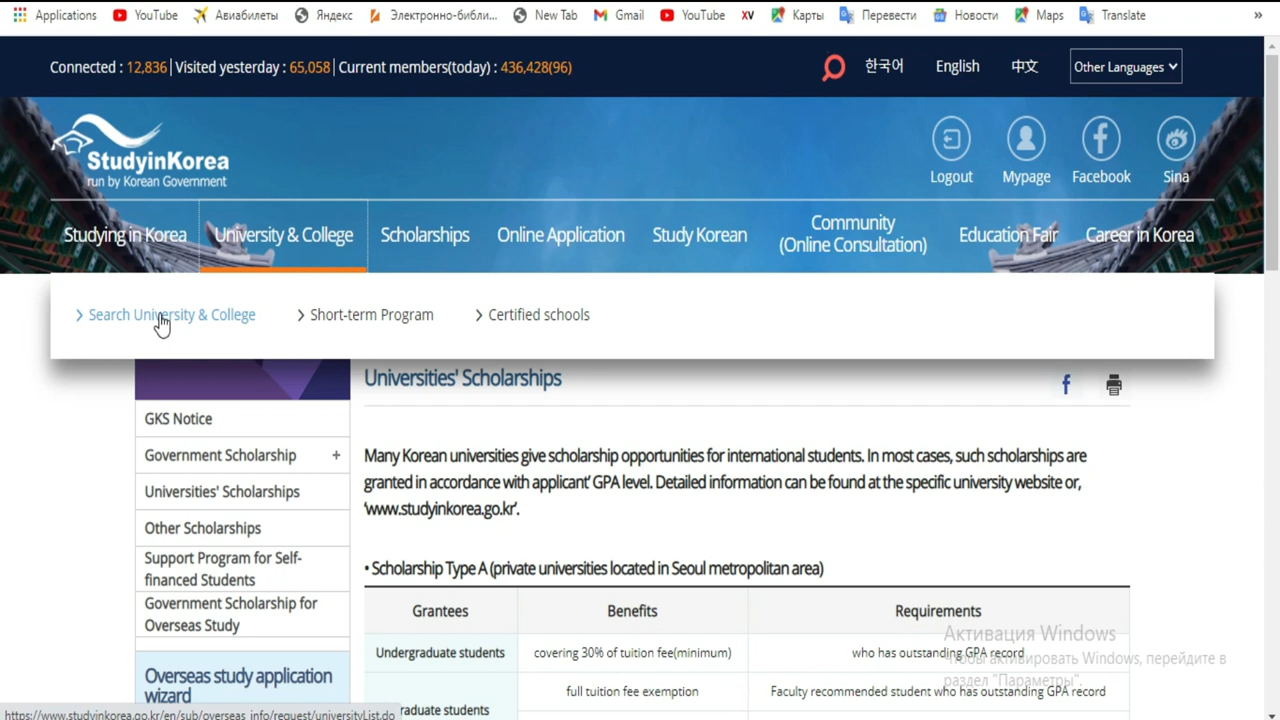 Applications YouTube Авиабилеты Яндекс Электронно-библи... New Tab Gmail YouTube XV Карты Перевести Новости Maps Translate »
Connected : 12,836 | Visited yesterday : 65,058 | Current members(today) : 436,428(96) 한국어 English 中文 Other Languages
StudyinKorea
run by Korean Government
Logout Mypage Facebook Sina
Studying in Korea University & College Scholarships Online Application Study Korean Community (Online Consultation) Education Fair Career in Korea
Search University & College Short-term Program Certified schools
Universities' Scholarships
GKS Notice
Government Scholarship +
Universities' Scholarships
Other Scholarships
Support Program for Self-
financed Students
Government Scholarship for
Overseas Study
Overseas study application
wizard
Many Korean universities give scholarship opportunities for international students. In most cases, such scholarships are
granted in accordance with applicant' GPA level. Detailed information can be found at the specific university website or,
'www.studyinkorea.go.kr'.
• Scholarship Type A (private universities located in Seoul metropolitan area)
Grantees Benefits Requirements
Undergraduate students covering 30% of tuition fee(minimum) who has outstanding GPA record
full tuition fee exemption Faculty recommended student who has outstanding GPA record
raduate students
Активация Windows
Чтобы активировать Windows, перейдите в
раздел "Параметры".
https://www.studyinkorea.go.kr/en/sub/overseas_info/request/universityList.do